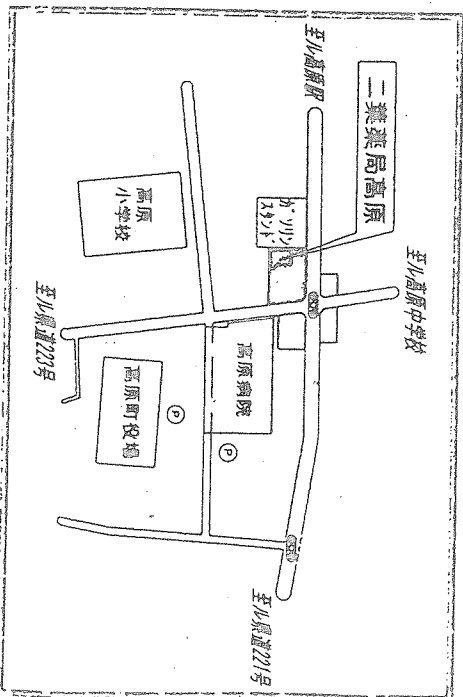 二葉薬局高原
至ル高原駅
至ル高原中学校
ガソリン
スタンド
高原
小学校
高原病院
至ル県道223号
高原町役場
P
P
至ル県道221号